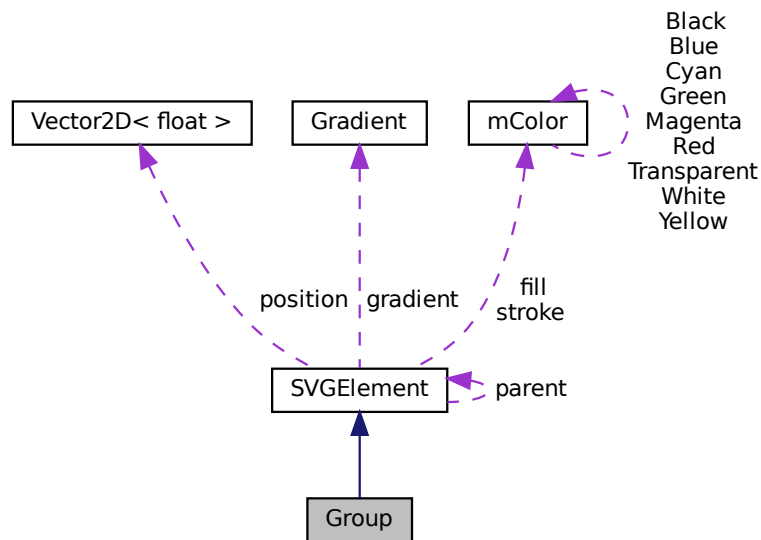 Black
Blue
Cyan
Green
Magenta
Red
Transparent
White
Yellow
Vector2D< float >
Gradient
mColor
position
gradient
fill
stroke
SVGElement
parent
Group